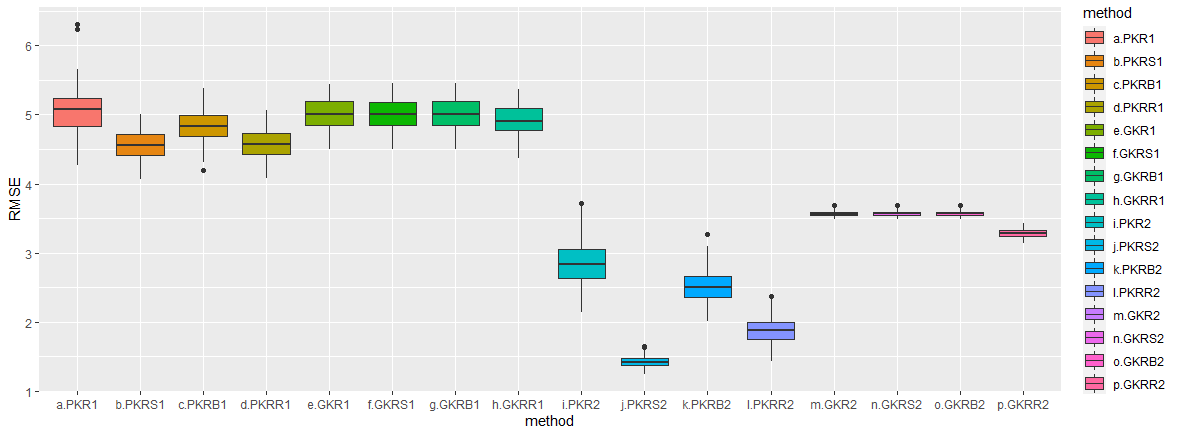 RMSE
6
5
4
3
2
1
a.PKR1 b.PKRS1 c.PKRB1 d.PKRR1 e.GKR1 f.GKRS1 g.GKRB1 h.GKRR1 i.PKR2 j.PKRS2 k.PKRB2 l.PKRR2 m.GKR2 n.GKRS2 o.GKRB2 p.GKRR2
method
method
a.PKR1
b.PKRS1
c.PKRB1
d.PKRR1
e.GKR1
f.GKRS1
g.GKRB1
h.GKRR1
i.PKR2
j.PKRS2
k.PKRB2
l.PKRR2
m.GKR2
n.GKRS2
o.GKRB2
p.GKRR2